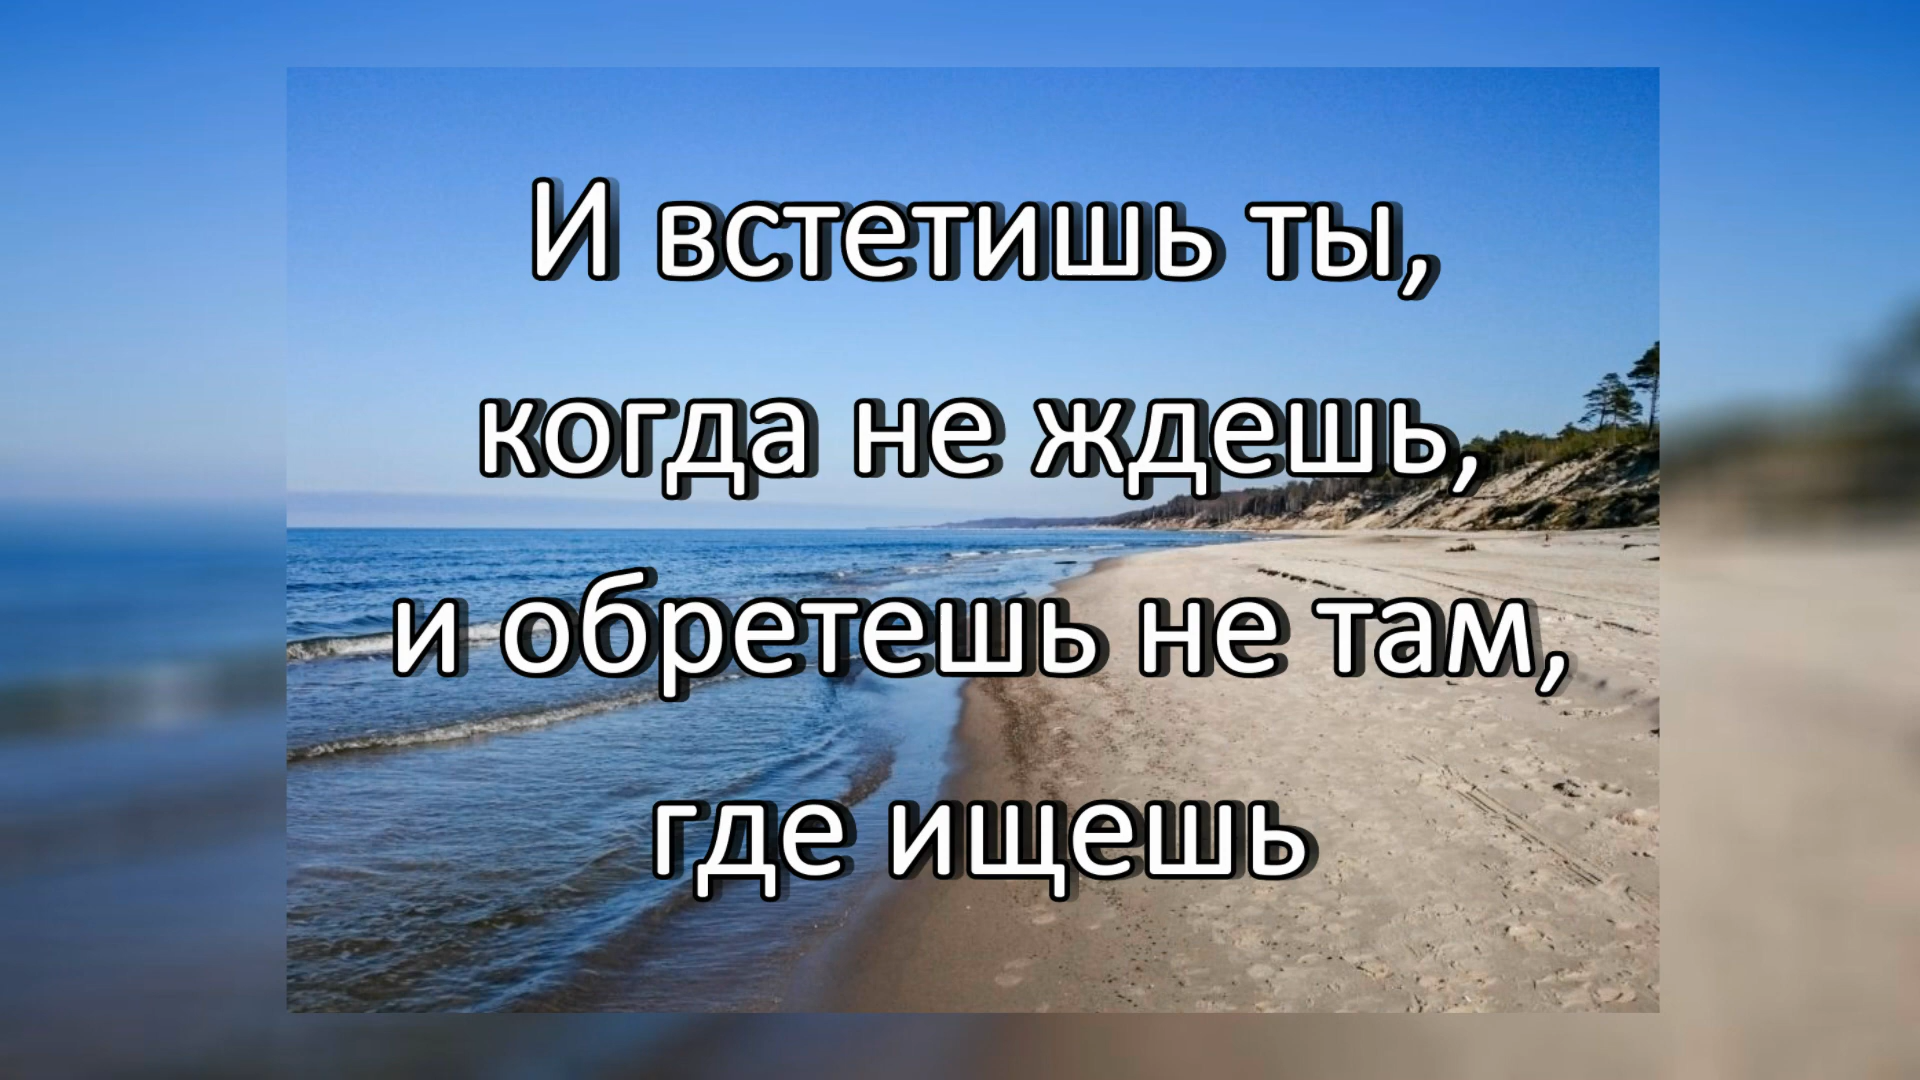 И встетишь ты,
когда не ждешь,
и обретешь не там,
где ищешь